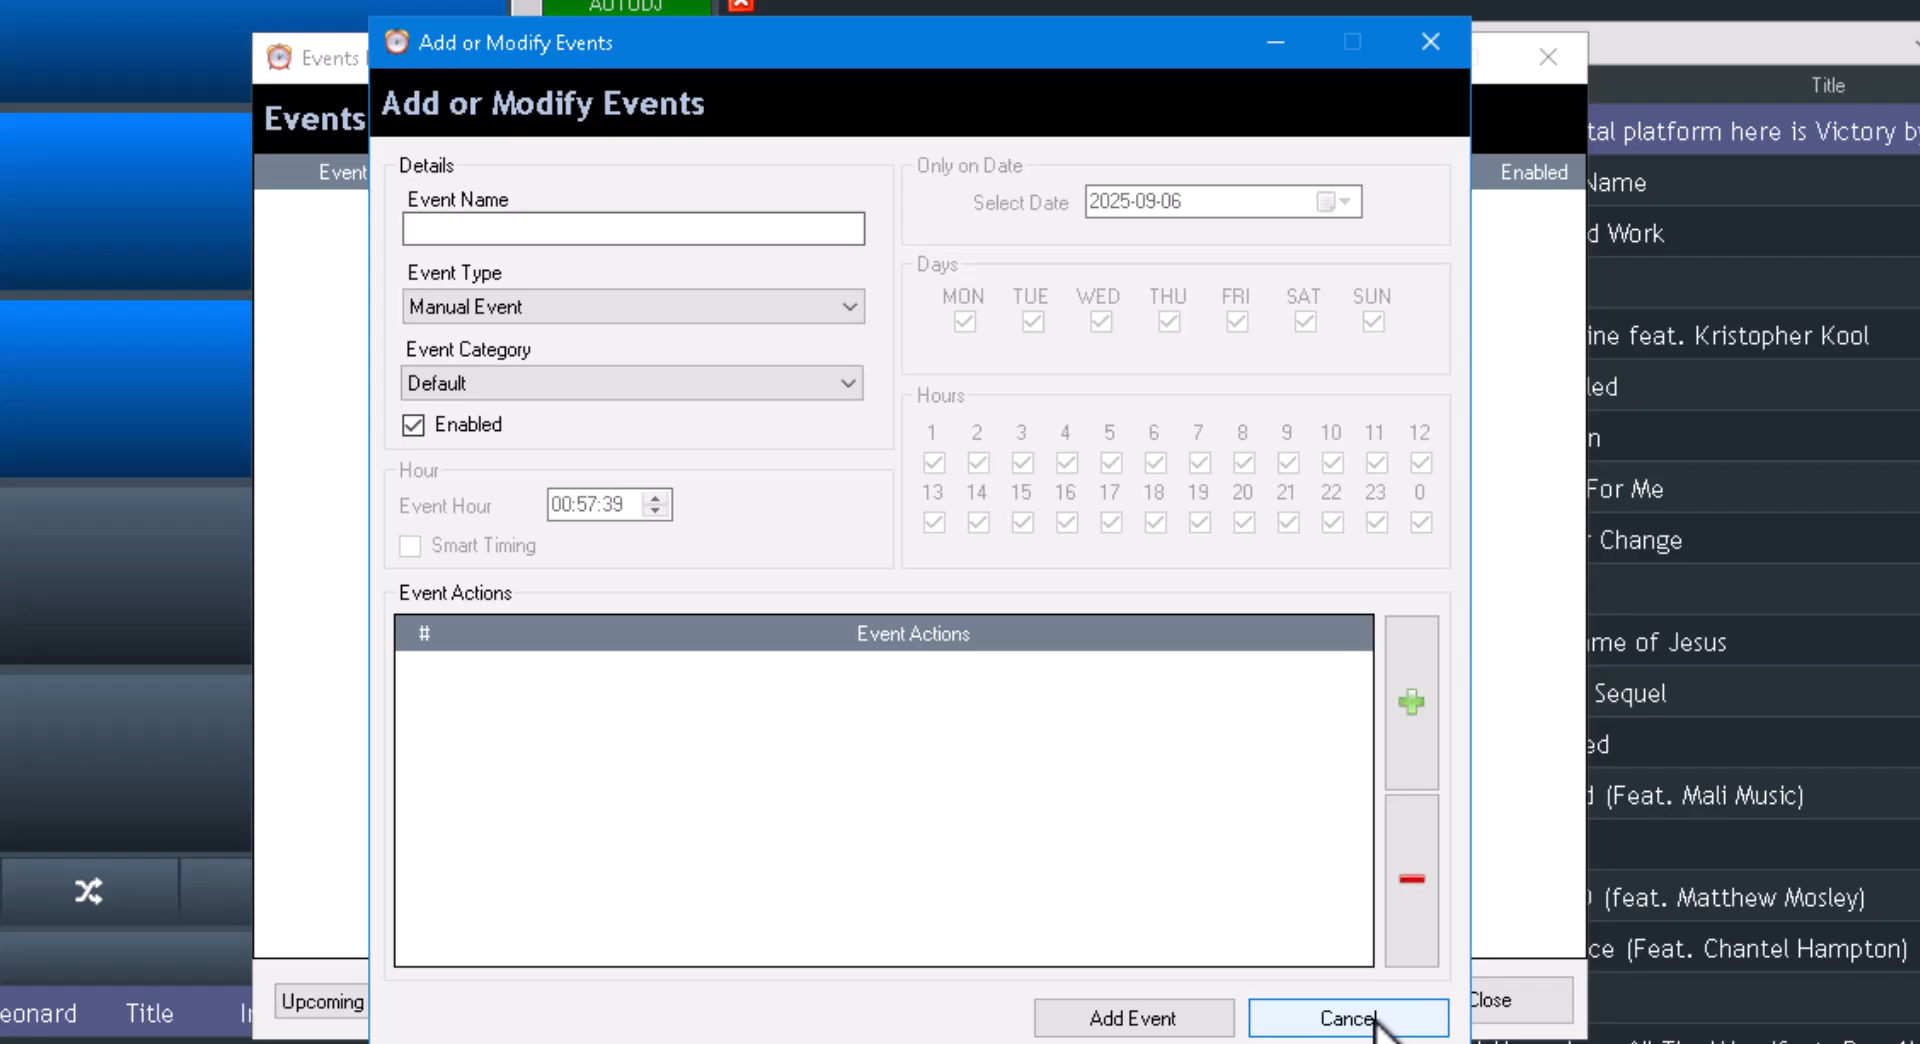 AUTODJ
Add or Modify Events
Events
Add or Modify Events
Events
Event
Enabled
Details
Event Name
Event Type
Manual Event
Event Category
Default
Enabled
Hour
Event Hour 00:57:39
Smart Timing
Only on Date
Select Date 2025-09-06
Days
MON TUE WED THU FRI SAT SUN
Hours
1 2 3 4 5 6 7 8 9 10 11 12
13 14 15 16 17 18 19 20 21 22 23 0
Event Actions
# Event Actions
Add Event Cancel
Upcoming
Close
Title
tal platform here is Victory by
Name
d Work
ine feat. Kristopher Kool
led
n
For Me
r Change
me of Jesus
Sequel
ed
d (Feat. Mali Music)
(feat. Matthew Mosley)
ce (Feat. Chantel Hampton)
eonard Title